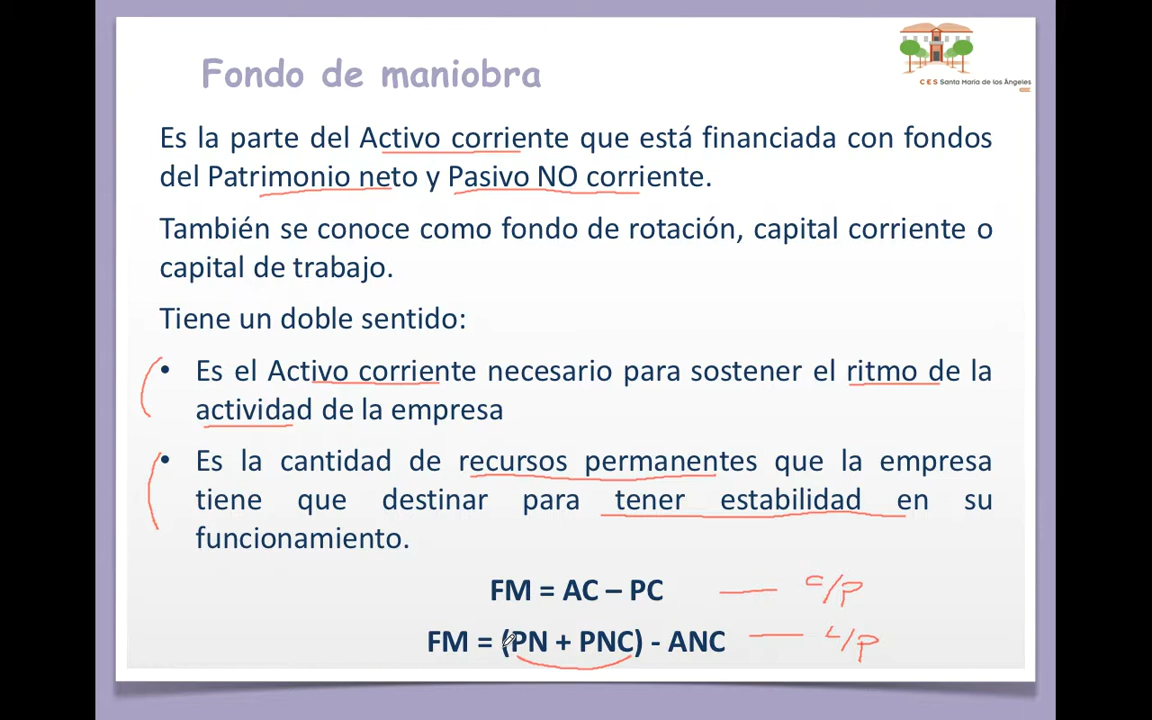 Fondo de maniobra
C E S Santa María de los Ángeles
Es la parte del Activo corriente que está financiada con fondos
del Patrimonio neto y Pasivo NO corriente.
También se conoce como fondo de rotación, capital corriente o
capital de trabajo.
Tiene un doble sentido:
• Es el Activo corriente necesario para sostener el ritmo de la
actividad de la empresa
• Es la cantidad de recursos permanentes que la empresa
tiene que destinar para tener estabilidad en su
funcionamiento.
FM = AC – PC — C/P
FM = (PN + PNC) - ANC — L/P